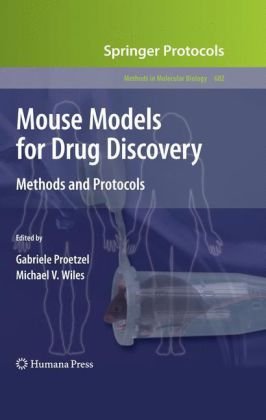 Springer Protocols
Methods in Molecular Biology 602
Mouse Models
for Drug Discovery
Methods and Protocols
Edited by
Gabriele Proetzel
Michael V. Wiles
Humana Press